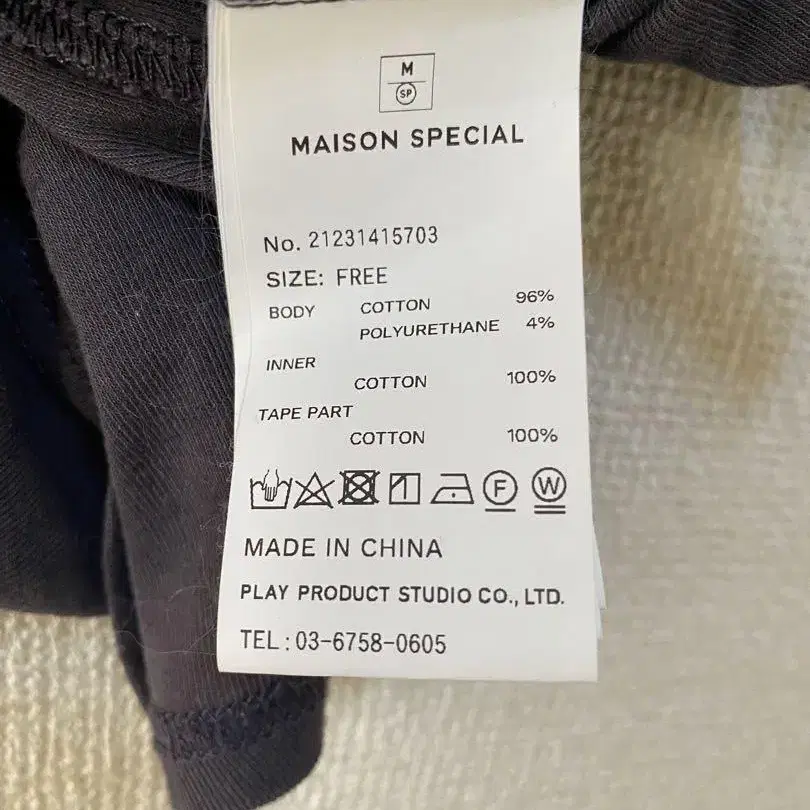 M
SP
MAISON SPECIAL
No. 21231415703
SIZE: FREE
BODY COTTON 96%
POLYURETHANE 4%
INNER
COTTON 100%
TAPE PART
COTTON 100%
F W
MADE IN CHINA
PLAY PRODUCT STUDIO CO., LTD.
TEL: 03-6758-0605